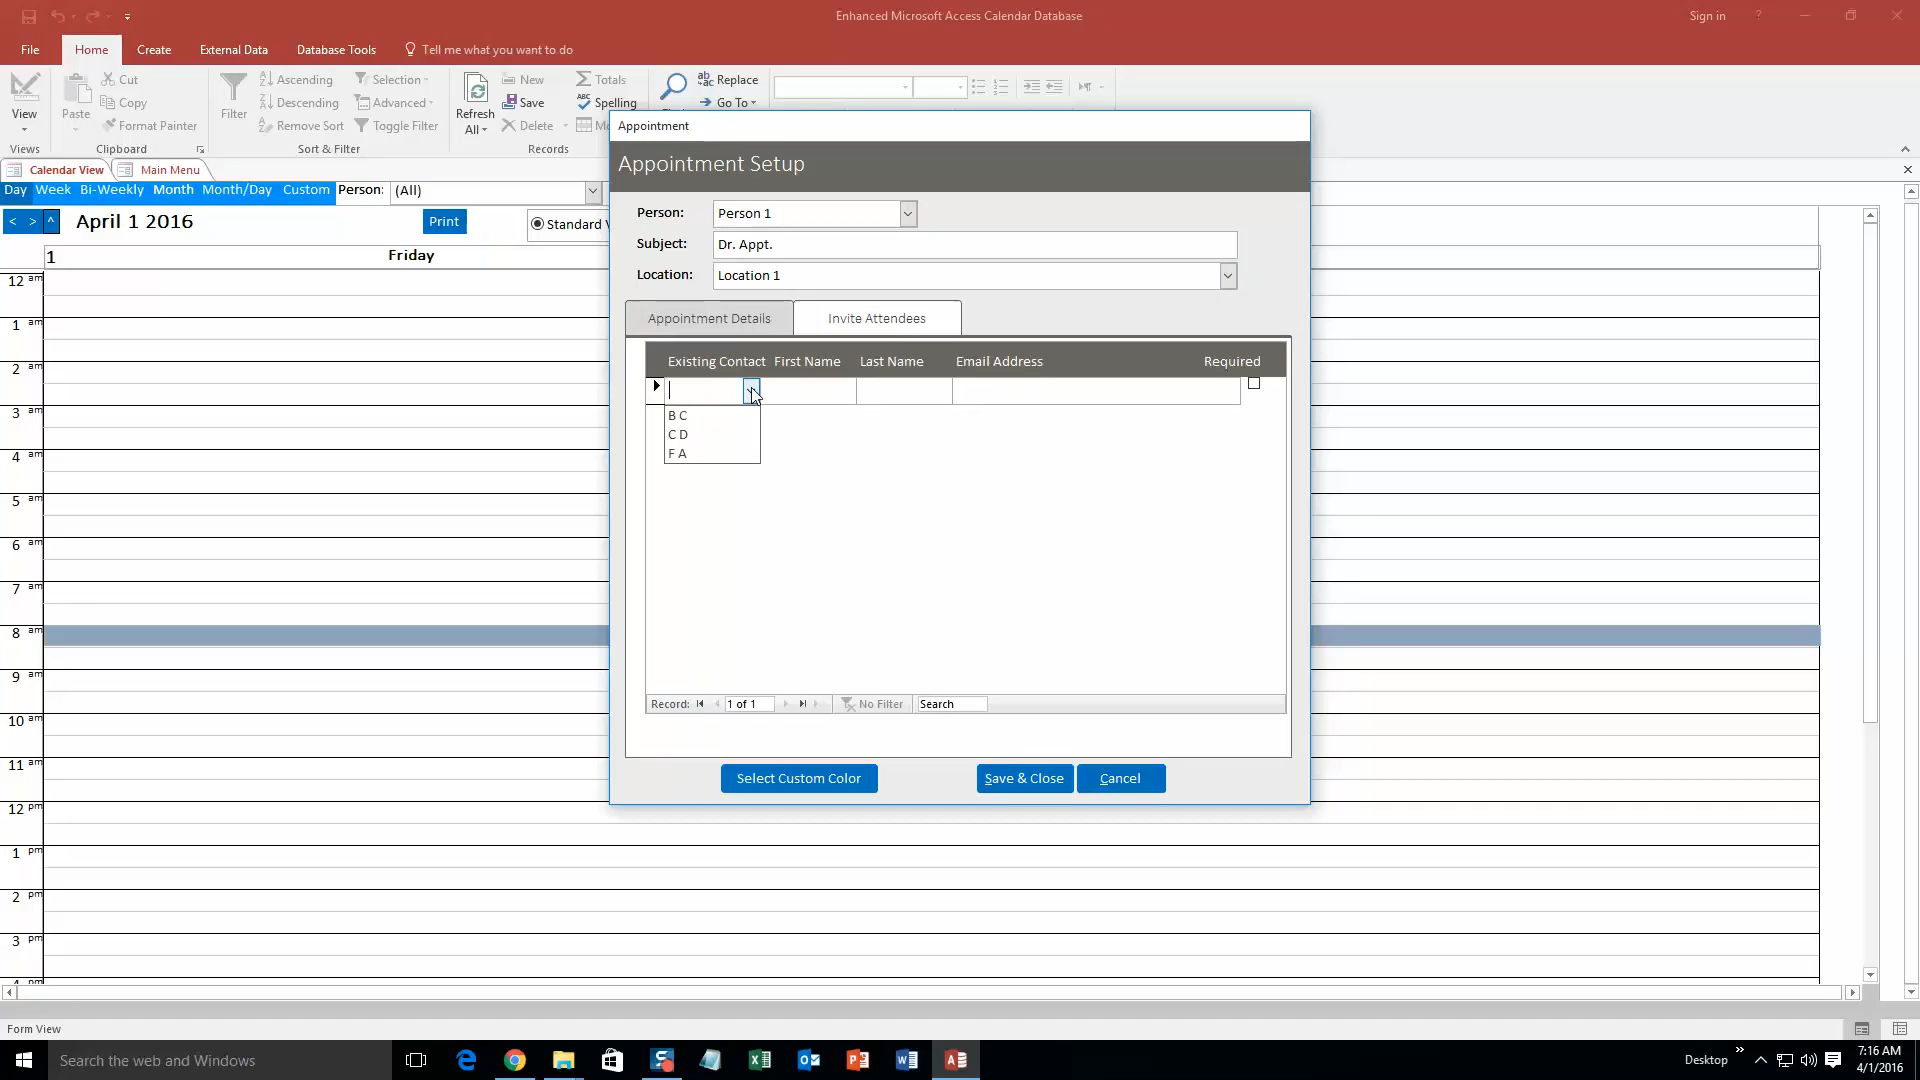 Enhanced Microsoft Access Calendar Database
Sign in
?
File
Home
Create
External Data
Database Tools
Tell me what you want to do
View
Views
Paste
Cut
Copy
Format Painter
Clipboard
Filter
Ascending
Descending
Remove Sort
Selection
Advanced
Toggle Filter
Sort & Filter
Refresh
All
New
Save
Delete
Totals
Spelling
Records
Replace
Go To
Calendar View
Main Menu
Day
Week
Bi-Weekly
Month
Month/Day
Custom
Person:
(All)
< > ^
April 1 2016
Print
Standard
1
Friday
12 am
1 am
2 am
3 am
4 am
5 am
6 am
7 am
8 am
9 am
10 am
11 am
12 pm
1 pm
2 pm
3 pm
Appointment
Appointment Setup
Person:
Person 1
Subject:
Dr. Appt.
Location:
Location 1
Appointment Details
Invite Attendees
Existing Contact
First Name
Last Name
Email Address
Required
B C
C D
F A
Record:
1 of 1
No Filter
Search
Select Custom Color
Save & Close
Cancel
Form View
Search the web and Windows
Desktop
7:16 AM
4/1/2016